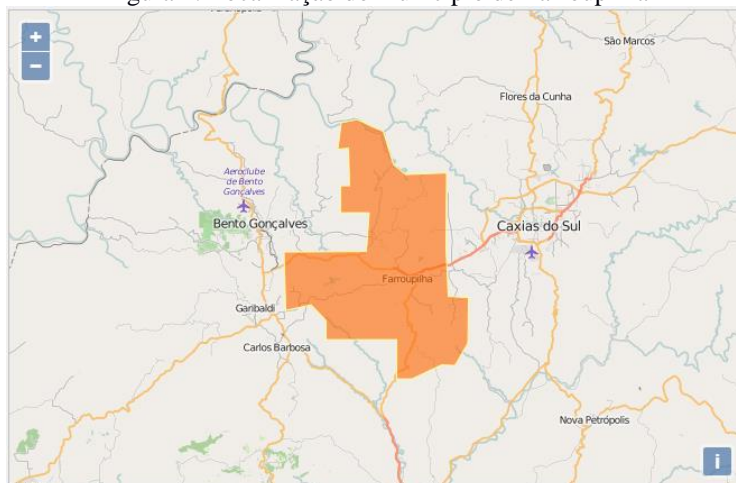 São Marcos
Flores da Cunha
Aeroclube
de Bento
Gonçalves
Bento Gonçalves
Caxias do Sul
Farroupilha
Garibaldi
Carlos Barbosa
Nova Petrópolis
+
−
i